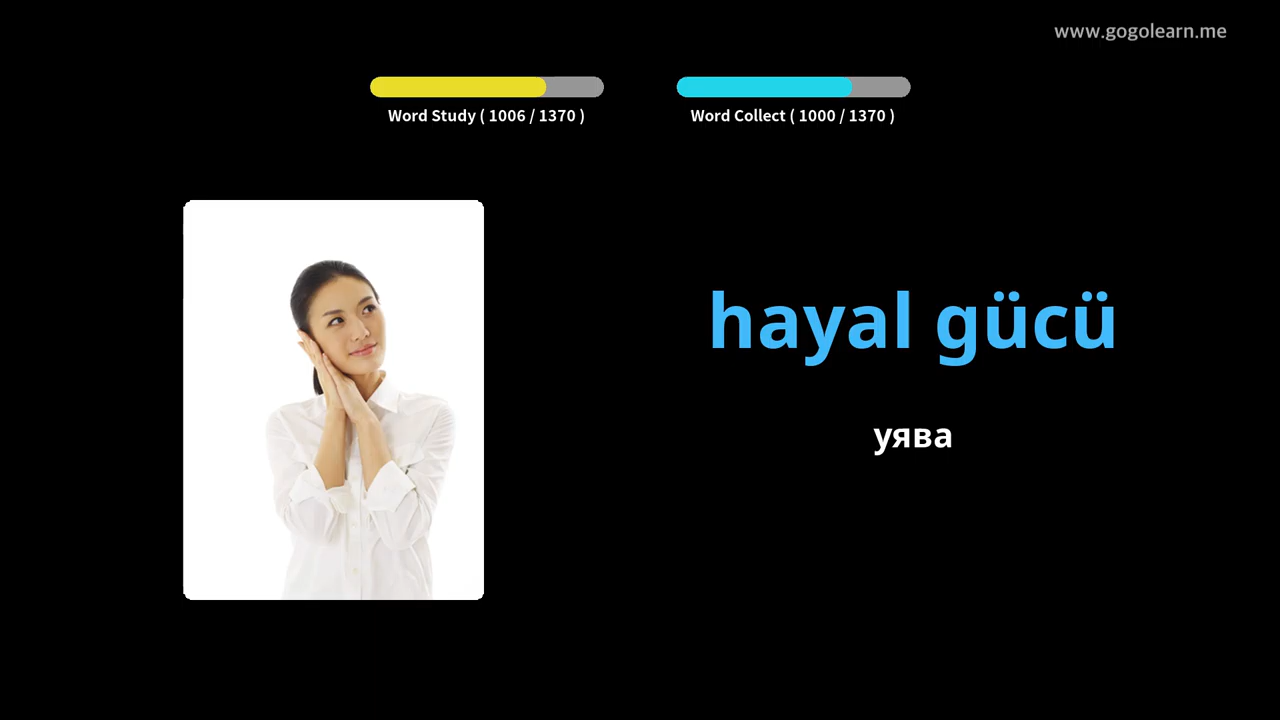 www.gogolearn.me
Word Study ( 1006 / 1370 )
Word Collect ( 1000 / 1370 )
hayal gücü
уява